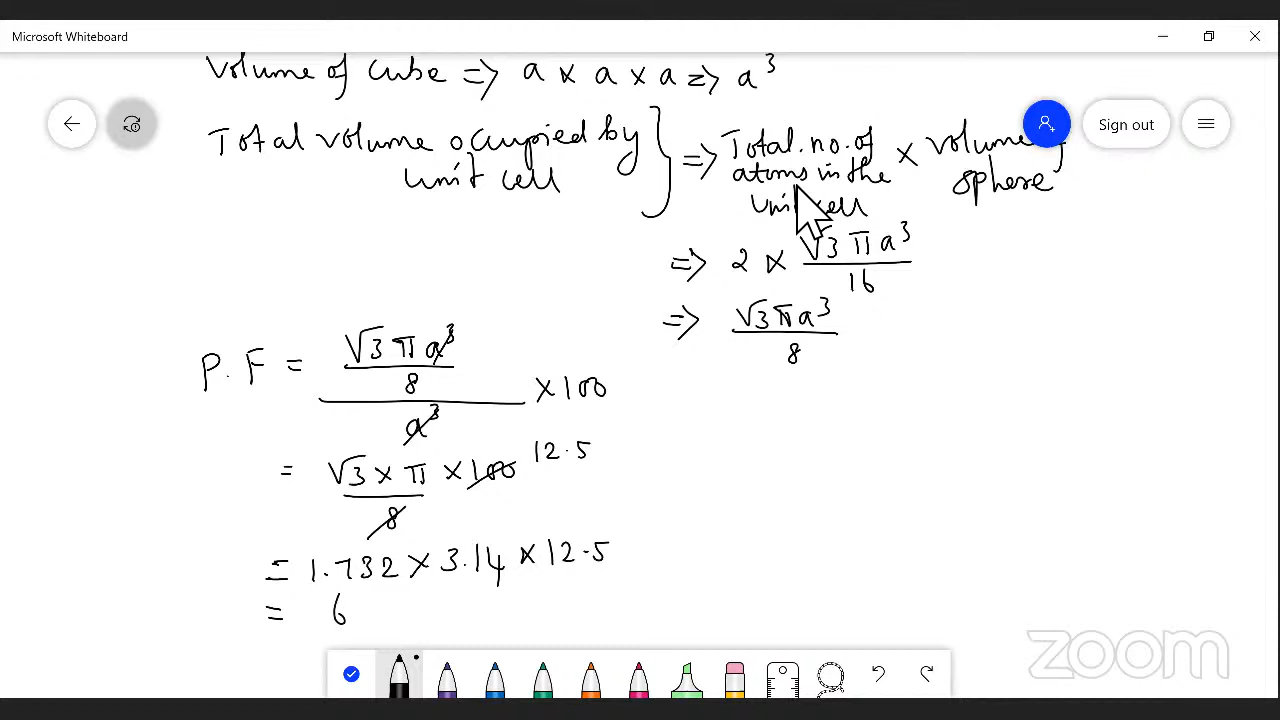 Microsoft Whiteboard
Volume of Cube => a × a × a => a³
Total volume occupied by unit cell } => Total.no.of atoms in the unit cell × volume sphere
Sign out
=> 2 × √3 π a³ / 16
=> √3 π a³ / 8
P.F = √3 π a³ / 8 / a³ × 100
= √3 × π × 100 12.5 / 8
= 1.732 × 3.14 × 12.5
= 6
zoom